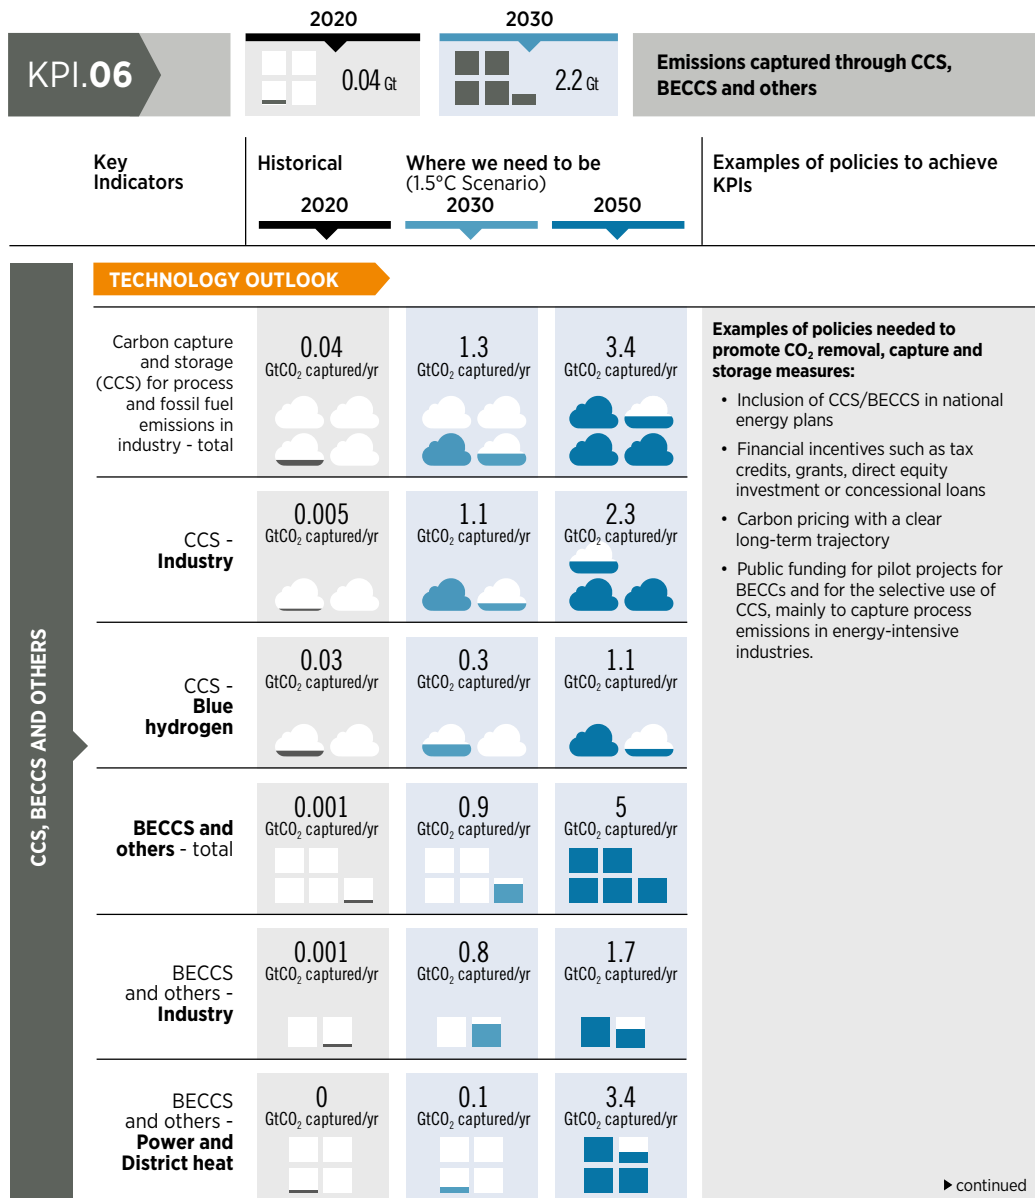 KPI.06
2020
0.04 Gt
2030
2.2 Gt
Emissions captured through CCS,
BECCS and others
Key
Indicators
Historical
2020
Where we need to be
(1.5°C Scenario)
2030
2050
Examples of policies to achieve
KPIs
CCS, BECCS AND OTHERS
TECHNOLOGY OUTLOOK
Carbon capture
and storage
(CCS) for process
and fossil fuel
emissions in
industry - total
0.04
GtCO₂ captured/yr
1.3
GtCO₂ captured/yr
3.4
GtCO₂ captured/yr
CCS -
Industry
0.005
GtCO₂ captured/yr
1.1
GtCO₂ captured/yr
2.3
GtCO₂ captured/yr
CCS -
Blue
hydrogen
0.03
GtCO₂ captured/yr
0.3
GtCO₂ captured/yr
1.1
GtCO₂ captured/yr
BECCS and
others - total
0.001
GtCO₂ captured/yr
0.9
GtCO₂ captured/yr
5
GtCO₂ captured/yr
BECCS
and others -
Industry
0.001
GtCO₂ captured/yr
0.8
GtCO₂ captured/yr
1.7
GtCO₂ captured/yr
BECCS
and others -
Power and
District heat
0
GtCO₂ captured/yr
0.1
GtCO₂ captured/yr
3.4
GtCO₂ captured/yr
Examples of policies needed to
promote CO₂ removal, capture and
storage measures:
• Inclusion of CCS/BECCS in national
energy plans
• Financial incentives such as tax
credits, grants, direct equity
investment or concessional loans
• Carbon pricing with a clear
long-term trajectory
• Public funding for pilot projects for
BECCs and for the selective use of
CCS, mainly to capture process
emissions in energy-intensive
industries.
▶ continued